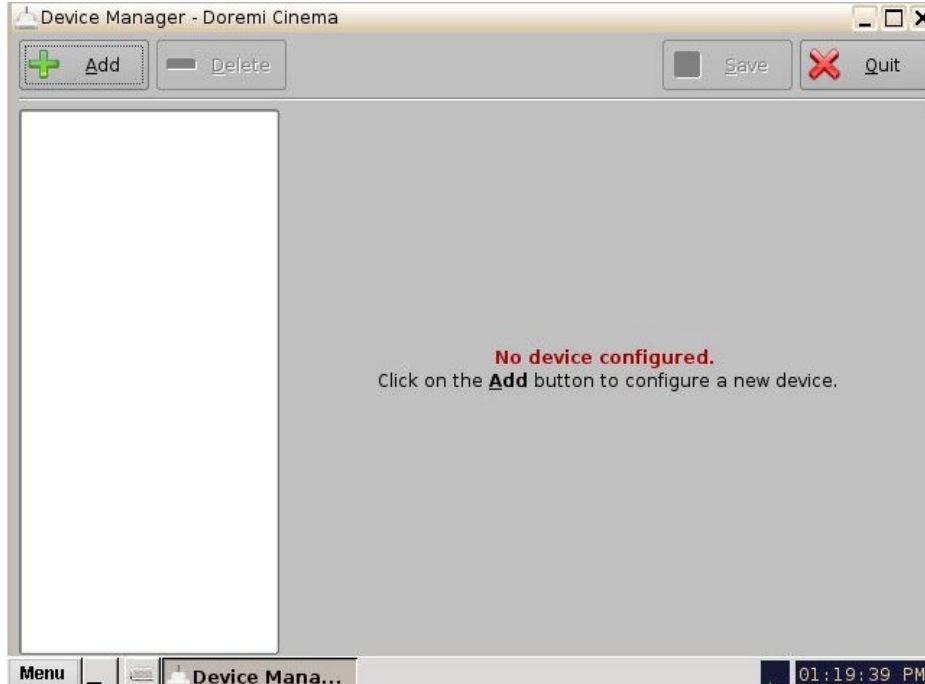 Device Manager - Doremi Cinema
Add
Delete
Save
Quit
No device configured.
Click on the Add button to configure a new device.
Menu
Device Mana...
01:19:39 PM